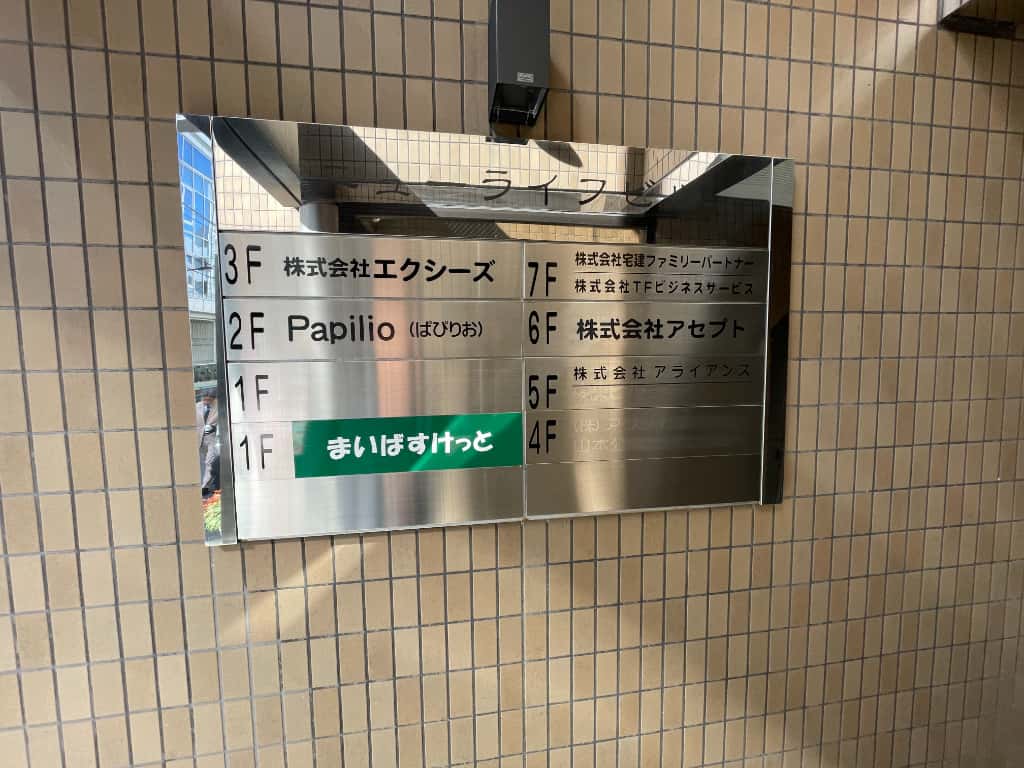 ユーライフビル
3F 株式会社エクシーズ
2F Papilio (ぱぴりお)
1F
1F まいばすけっと
7F 株式会社宅建ファミリーパートナー
株式会社TFビジネスサービス
6F 株式会社アセプト
5F 株式会社アライアンス
4F